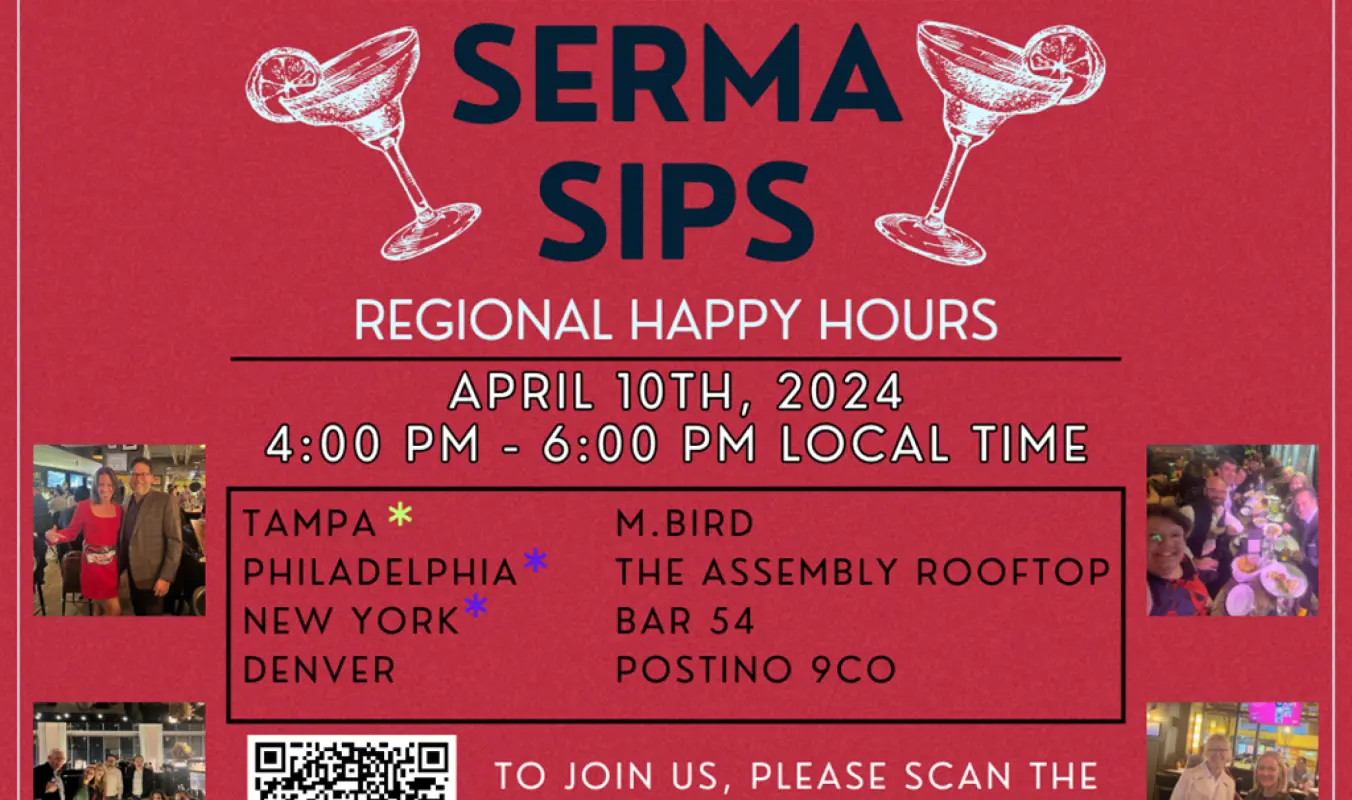 SERMA
SIPS
REGIONAL HAPPY HOURS
APRIL 10TH, 2024
4:00 PM - 6:00 PM LOCAL TIME
TAMPA * M.BIRD
PHILADELPHIA* THE ASSEMBLY ROOFTOP
NEW YORK* BAR 54
DENVER POSTINO 9CO
TO JOIN US, PLEASE SCAN THE